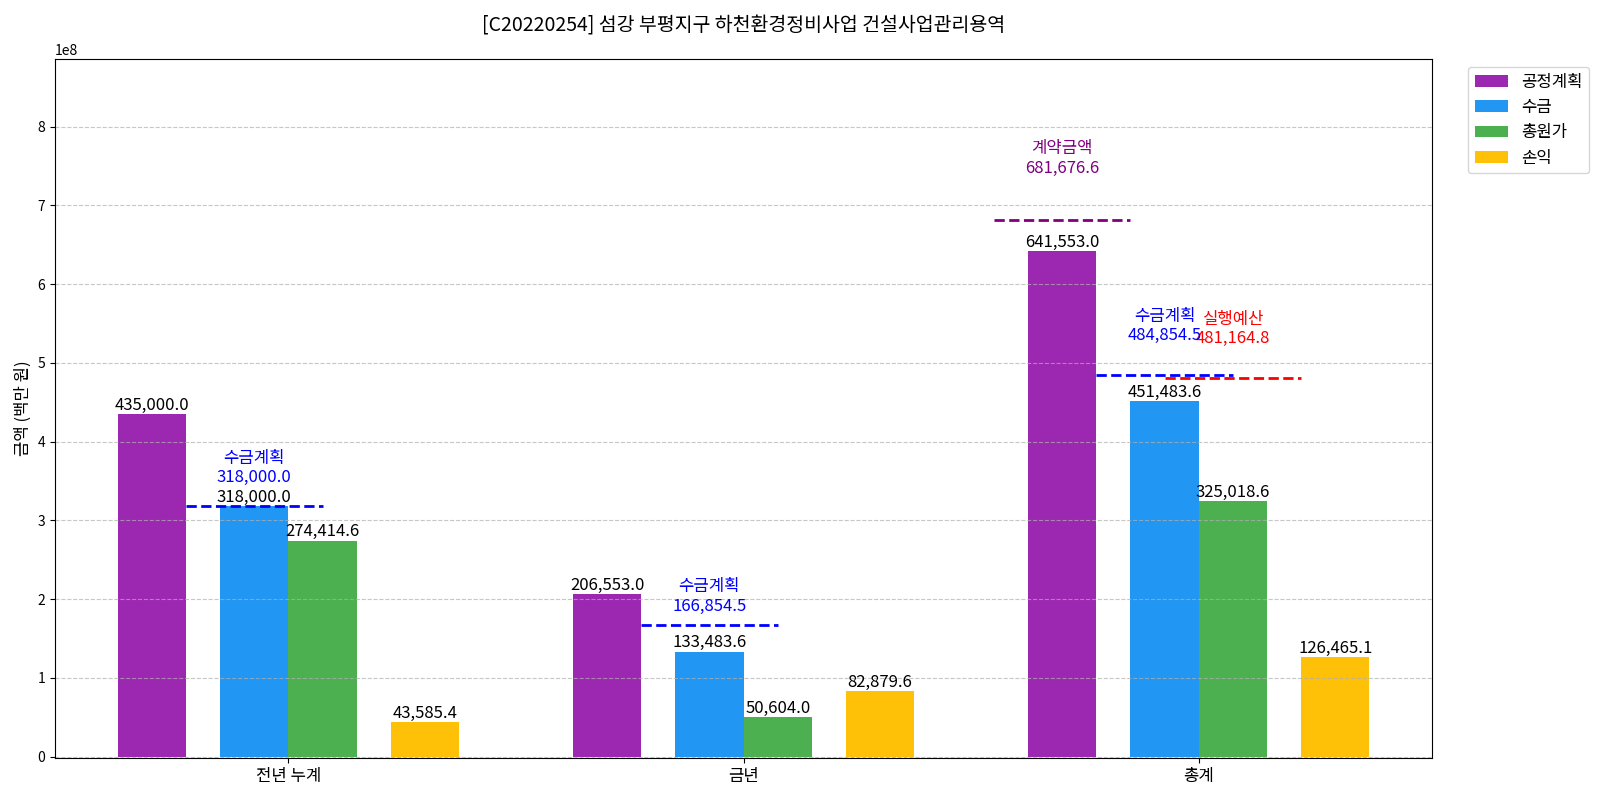 [C20220254] 섬강 부평지구 하천환경정비사업 건설사업관리용역
1e8
금액 (백만 원)
8
7
6
5
4
3
2
1
0
435,000.0
수금계획
318,000.0
318,000.0
274,414.6
43,585.4
전년 누계
206,553.0
수금계획
166,854.5
133,483.6
50,604.0
82,879.6
금년
계약금액
681,676.6
641,553.0
수금계획
484,854.5
실행예산
481,164.8
451,483.6
325,018.6
126,465.1
총계
공정계획
수금
총원가
손익